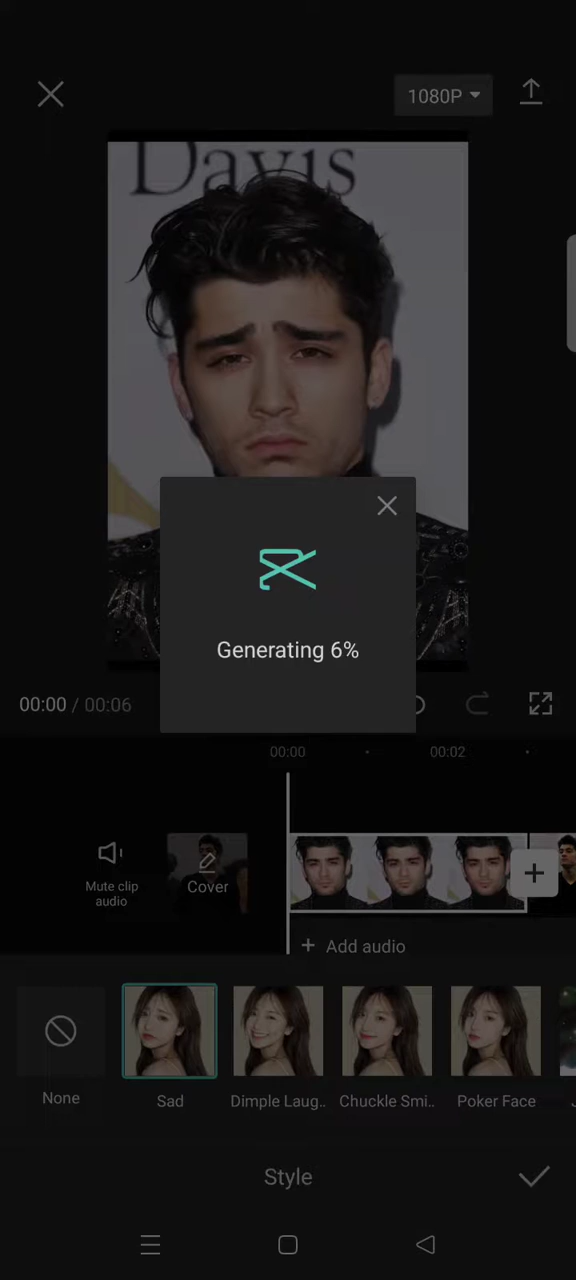 1080P
Davis
Generating 6%
00:00 / 00:06
00:00
00:02
Mute clip
audio
Cover
+ Add audio
None
Sad
Dimple Laug..
Chuckle Smi..
Poker Face
Style